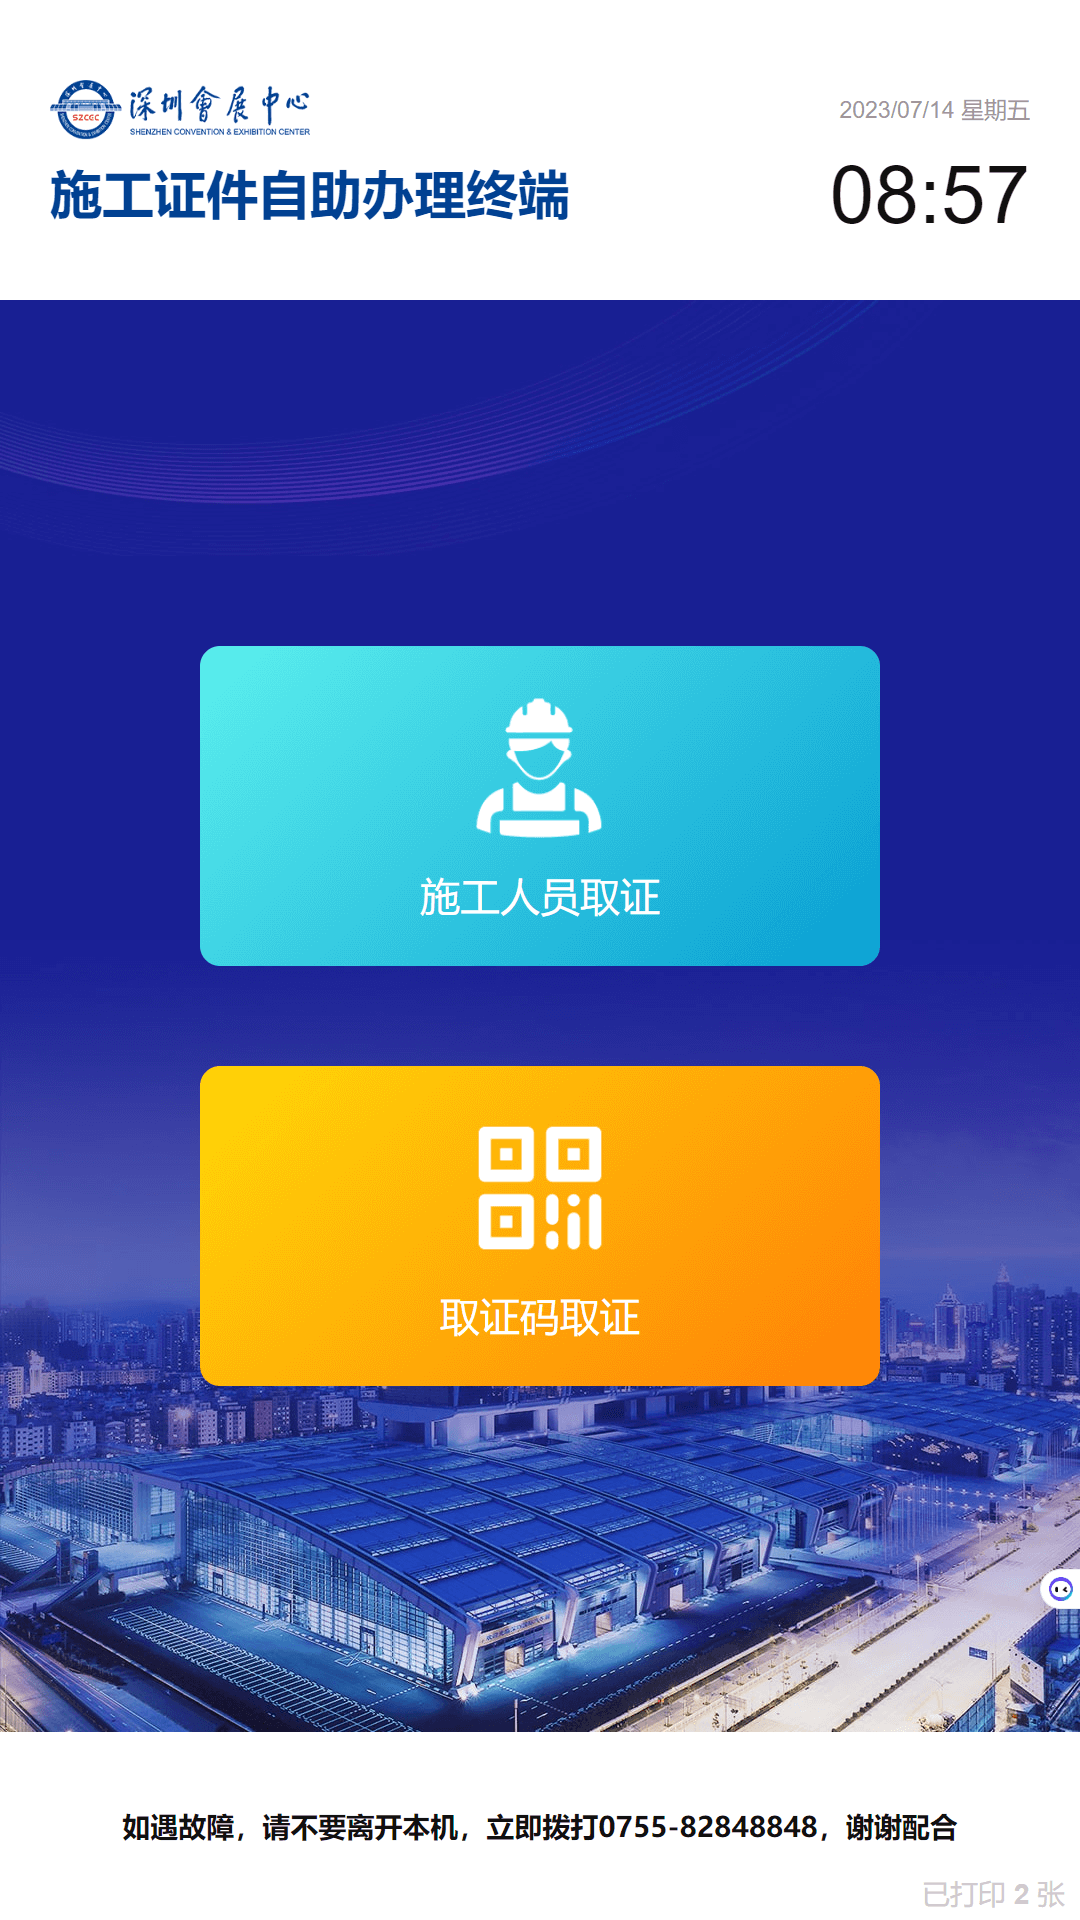 深圳會展中心
SZCEC
SHENZHEN CONVENTION & EXHIBITION CENTER
2023/07/14 星期五
施工证件自助办理终端
08:57
施工人员取证
取证码取证
如遇故障，请不要离开本机，立即拨打0755-82848848，谢谢配合
已打印 2 张